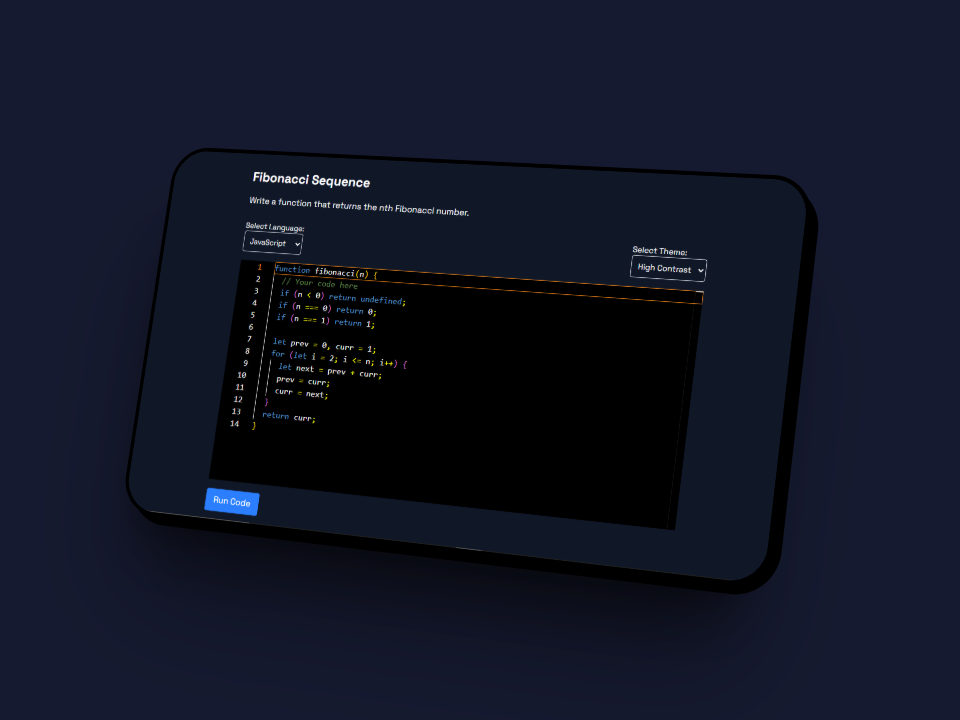 Fibonacci Sequence
Write a function that returns the nth Fibonacci number.
Select Language:
JavaScript
Select Theme:
High Contrast
1 function fibonacci(n) {
2 // Your code here
3 if (n < 0) return undefined;
4 if (n === 0) return 0;
5 if (n === 1) return 1;
6
7 let prev = 0, curr = 1;
8 for (let i = 2; i <= n; i++) {
9 let next = prev + curr;
10 prev = curr;
11 curr = next;
12 }
13 return curr;
14 }
Run Code